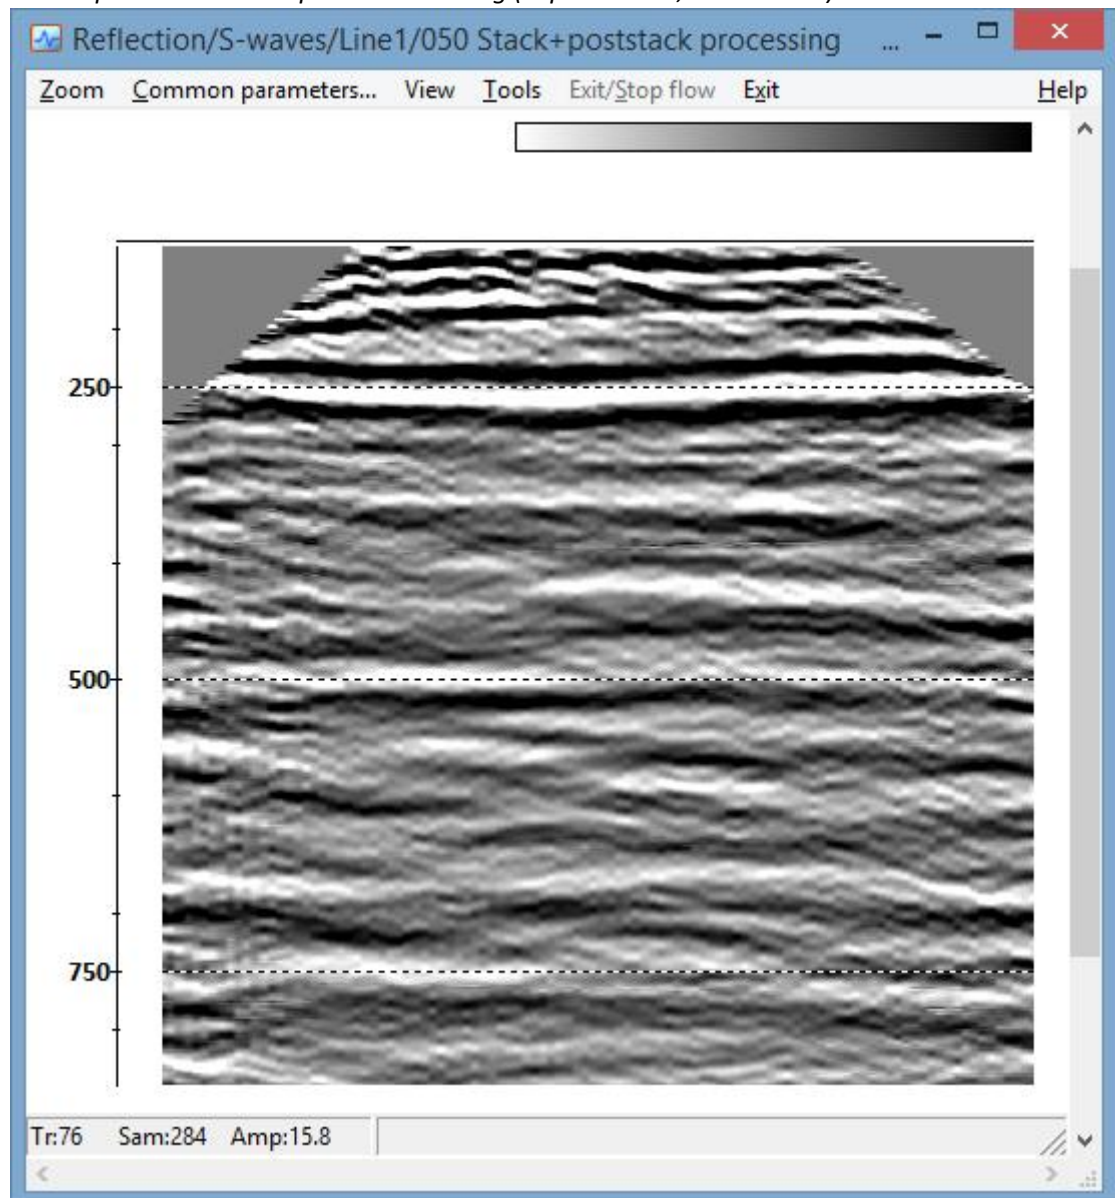 Reflection/S-waves/Line1/050 Stack+poststack processing ...
Zoom Common parameters... View Tools Exit/Stop flow Exit Help
250
500
750
Tr:76 Sam:284 Amp:15.8